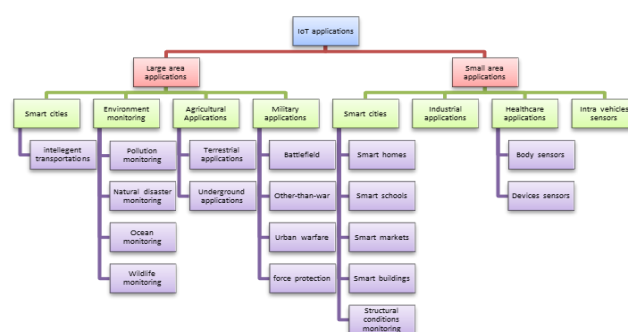 IoT applications
Large area
applications
Small area
applications
Smart cities
Environment
monitoring
Agricultural
Applications
Military
applications
Smart cities
Industrial
applications
Healthcare
applications
Intra vehicles
sensors
intellegent
transportations
Pollution
monitoring
Natural disaster
monitoring
Ocean
monitoring
Wildlife
monitoring
Terrestrial
applications
Underground
applications
Battlefield
Other-than-war
Urban warfare
force protection
Smart homes
Smart schools
Smart markets
Smart buildings
Structural
conditions
monitoring
Body sensors
Devices sensors